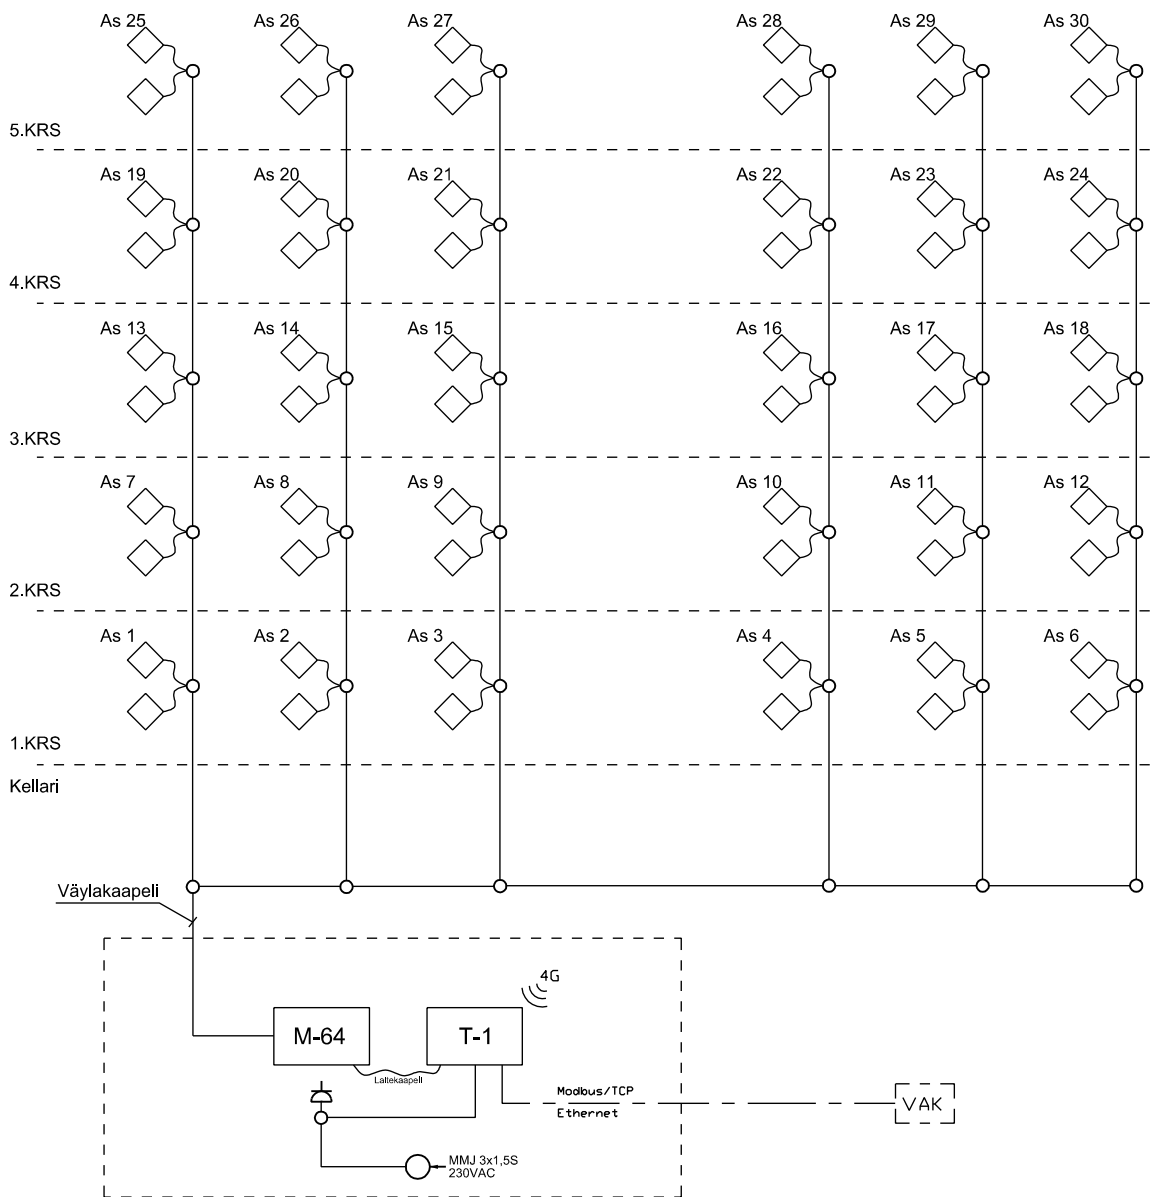 As 25 As 26 As 27 As 28 As 29 As 30
5.KRS
As 19 As 20 As 21 As 22 As 23 As 24
4.KRS
As 13 As 14 As 15 As 16 As 17 As 18
3.KRS
As 7 As 8 As 9 As 10 As 11 As 12
2.KRS
As 1 As 2 As 3 As 4 As 5 As 6
1.KRS
Kellari
Väylakaapeli
4G
M-64 T-1
Laitekaapeli
Modbus/TCP
Ethernet
VAK
MMJ 3x1,5S
230VAC